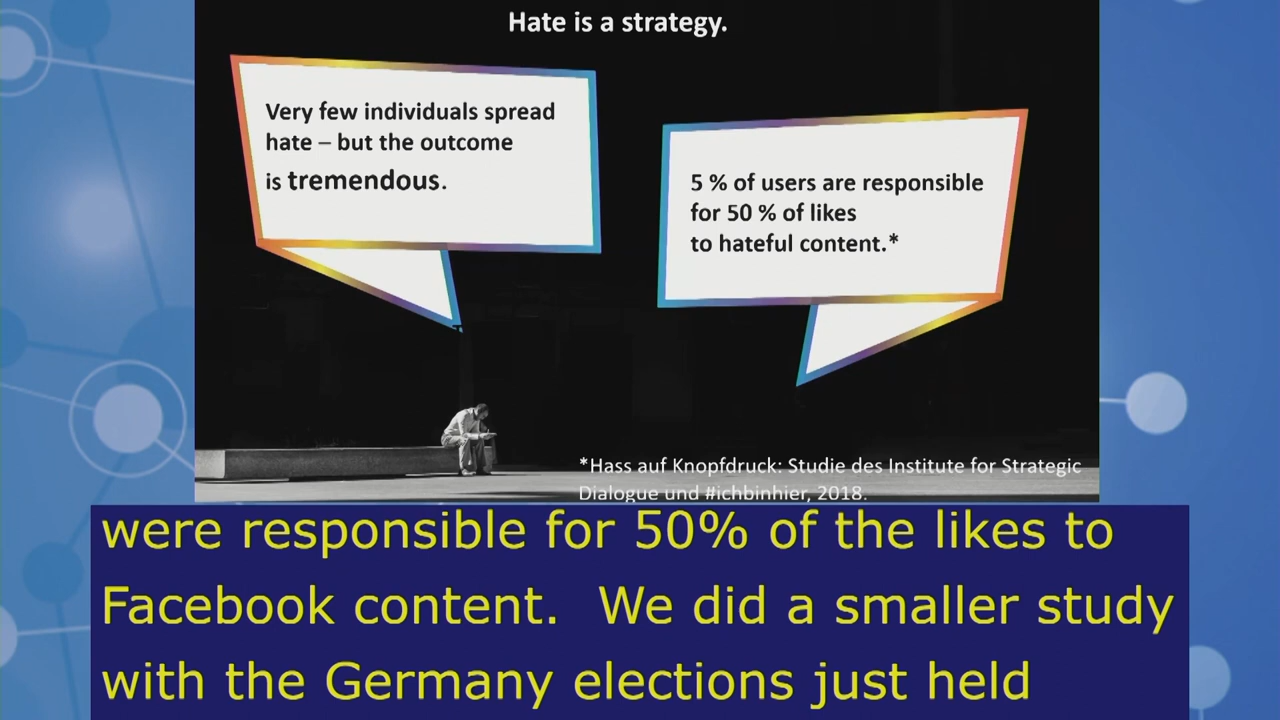 Hate is a strategy.
Very few individuals spread
hate – but the outcome
is tremendous.
5 % of users are responsible
for 50 % of likes
to hateful content.*
*Hass auf Knopfdruck: Studie des Institute for Strategic
Dialogue und #ichbinhier, 2018.
were responsible for 50% of the likes to
Facebook content.  We did a smaller study
with the Germany elections just held